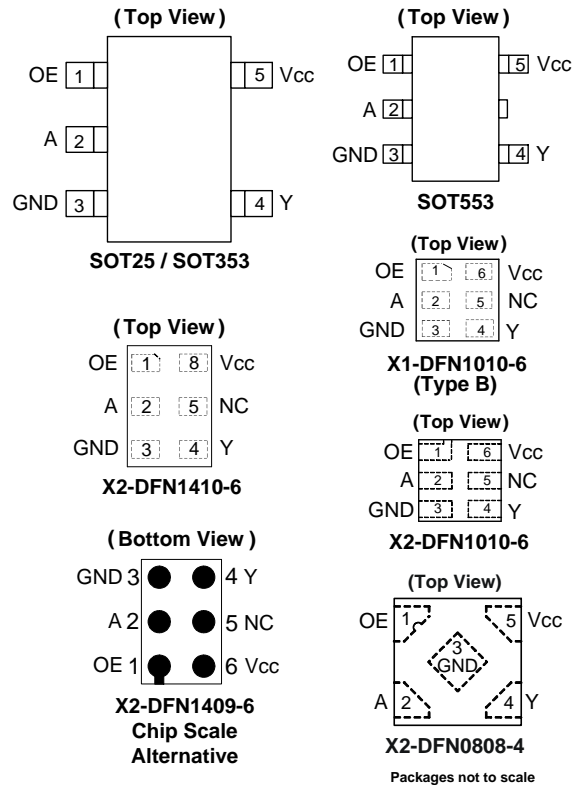 (Top View)
OE 1 5 Vcc
A 2
GND 3 4 Y
SOT25 / SOT353
(Top View)
OE 1 5 Vcc
A 2
GND 3 4 Y
SOT553
(Top View)
OE 1 6 Vcc
A 2 5 NC
GND 3 4 Y
X1-DFN1010-6
(Type B)
(Top View)
OE 1 8 Vcc
A 2 5 NC
GND 3 4 Y
X2-DFN1410-6
(Top View)
OE 1 6 Vcc
A 2 5 NC
GND 3 4 Y
X2-DFN1010-6
(Bottom View)
GND 3 4 Y
A 2 5 NC
OE 1 6 Vcc
X2-DFN1409-6
Chip Scale
Alternative
(Top View)
OE 1 5 Vcc
3
GND
A 2 4 Y
X2-DFN0808-4
Packages not to scale